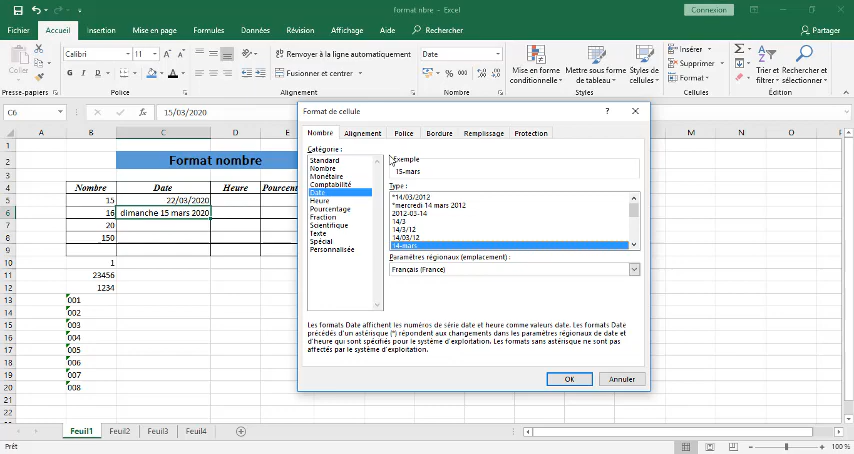 format nbre - Excel
Connexion
Fichier Accueil Insertion Mise en page Formules Données Révision Affichage Aide Rechercher Partager
Coller
Calibri 11 A A
G I S
Renvoyer à la ligne automatiquement
Fusionner et centrer
Date
% 000
Mise en forme conditionnelle
Mettre sous forme de tableau
Styles de cellules
Insérer
Supprimer
Format
Trier et filtrer
Rechercher et sélectionner
Presse-papiers Police Alignement Nombre Styles Cellules Édition
C6 fx 15/03/2020
A B C D E M N O
1
2 Format nombre
3
4 Nombre Date Heure Pourcent
5 15 22/03/2020
6 16 dimanche 15 mars 2020
7 20
8 150
9
10 1
11 23456
12 1234
13 001
14 002
15 003
16 004
17 005
18 006
19 007
20 008
21
22
Format de cellule ?
Nombre Alignement Police Bordure Remplissage Protection
Catégorie :
Standard
Nombre
Monétaire
Comptabilité
Date
Heure
Pourcentage
Fraction
Scientifique
Texte
Spécial
Personnalisée
Exemple
15-mars
Type :
*14/03/2012
*mercredi 14 mars 2012
2012-03-14
14/3
14/3/12
14/03/12
14-mars
Paramètres régionaux (emplacement) :
Français (France)
Les formats Date affichent les numéros de série date et heure comme valeurs date. Les formats Date
précédés d'un astérisque (*) répondent aux changements dans les paramètres régionaux de date et
d'heure qui sont spécifiés pour le système d'exploitation. Les formats sans astérisque ne sont pas
affectés par le système d'exploitation.
OK Annuler
Feuil1 Feuil2 Feuil3 Feuil4
Prêt
100 %